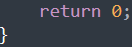 return 0;
}